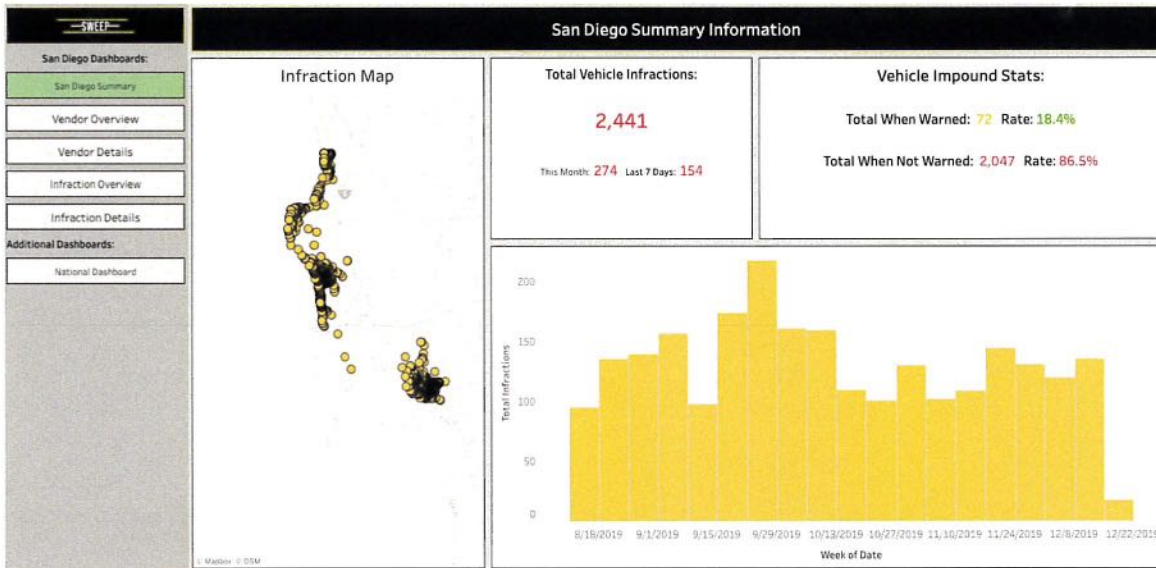 SWEEP
San Diego Dashboards:
San Diego Summary
Vendor Overview
Vendor Details
Infraction Overview
Infraction Details
Additional Dashboards:
National Dashboard
San Diego Summary Information
Infraction Map
© Mapbox © OSM
Total Vehicle Infractions:
2,441
This Month: 274 Last 7 Days: 154
Vehicle Impound Stats:
Total When Warned: 72 Rate: 18.4%
Total When Not Warned: 2,047 Rate: 86.5%
Total Infractions
200
150
100
50
0
8/18/2019 9/1/2019 9/15/2019 9/29/2019 10/13/2019 10/27/2019 11/10/2019 11/24/2019 12/8/2019 12/22/2019
Week of Date